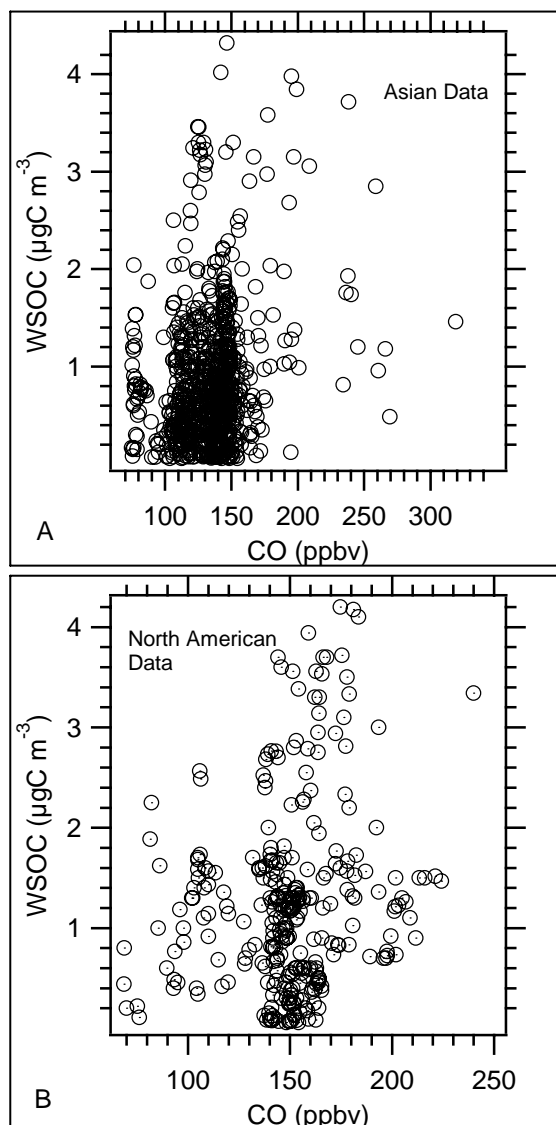 4
3
2
1
WSOC (µgC m-3)
Asian Data
100 150 200 250 300
CO (ppbv)
A
4
3
2
1
WSOC (µgC m-3)
North American
Data
100 150 200 250
CO (ppbv)
B